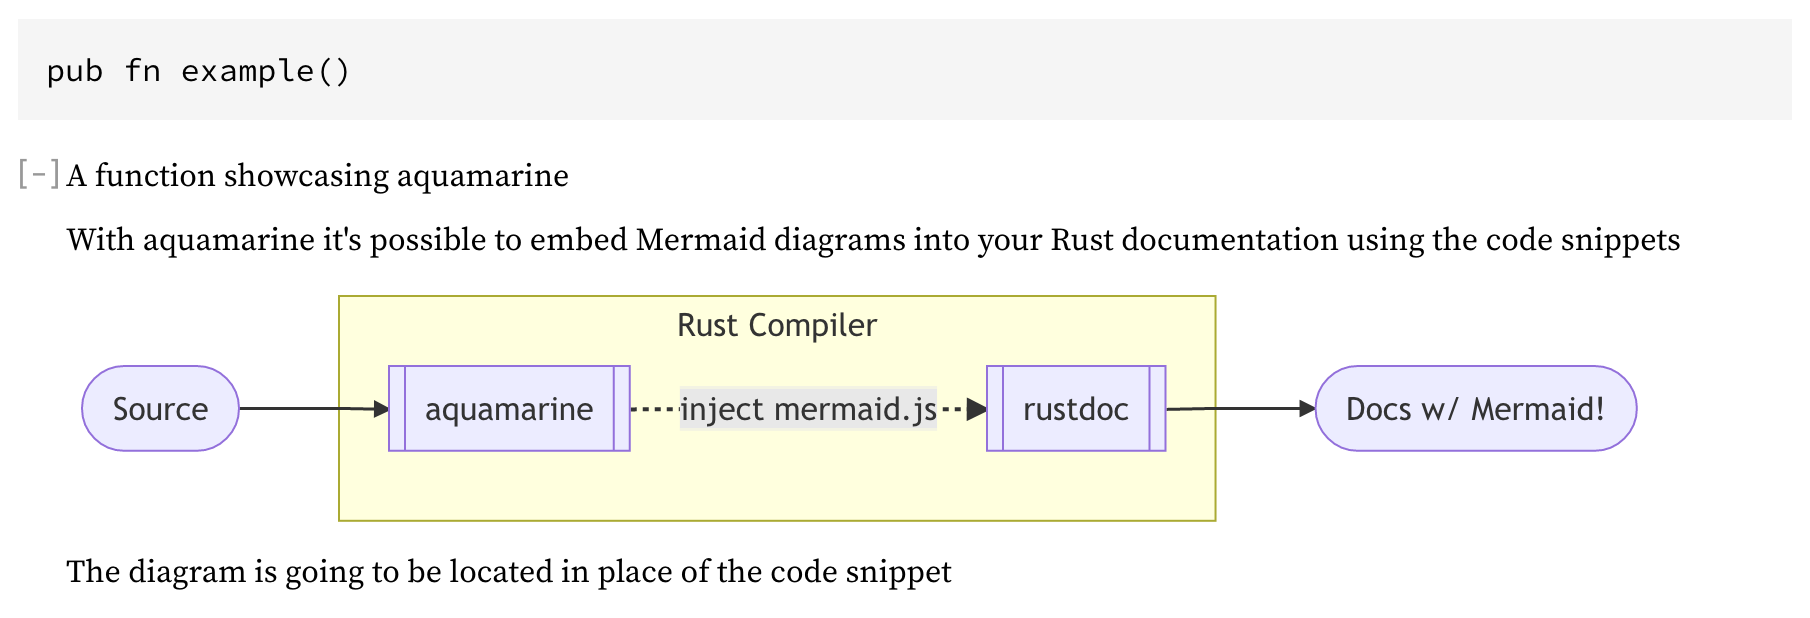 pub fn example()
[-] A function showcasing aquamarine
With aquamarine it's possible to embed Mermaid diagrams into your Rust documentation using the code snippets
Rust Compiler
Source
aquamarine
inject mermaid.js
rustdoc
Docs w/ Mermaid!
The diagram is going to be located in place of the code snippet